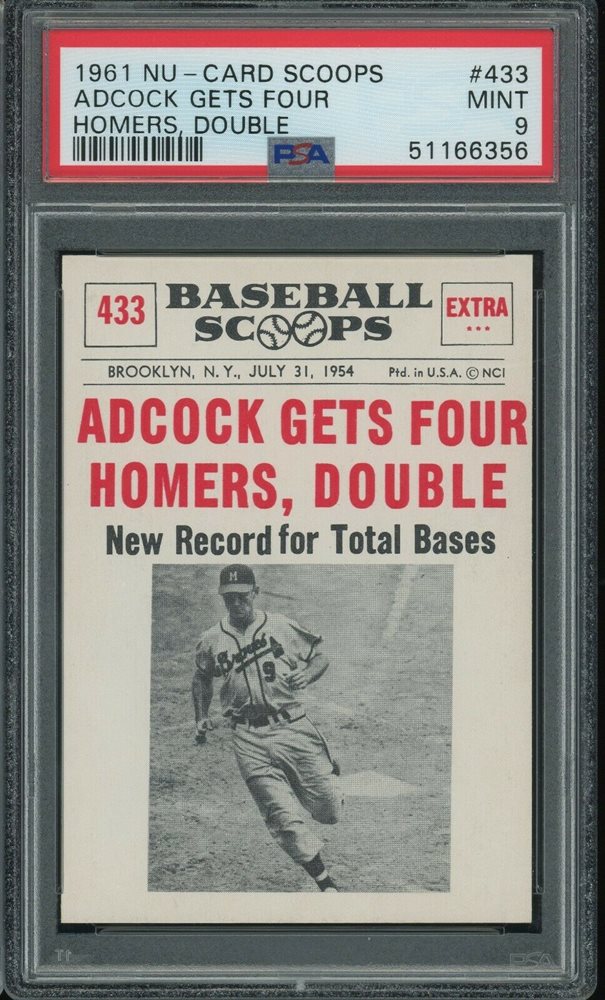 1961 NU-CARD SCOOPS #433
ADCOCK GETS FOUR MINT
HOMERS, DOUBLE 9
PSA 51166356
433 BASEBALL SCOOPS EXTRA
BROOKLYN, N. Y., JULY 31, 1954 Ptd. in U.S.A. © NCI
ADCOCK GETS FOUR
HOMERS, DOUBLE
New Record for Total Bases
M
Braves
9
PSA